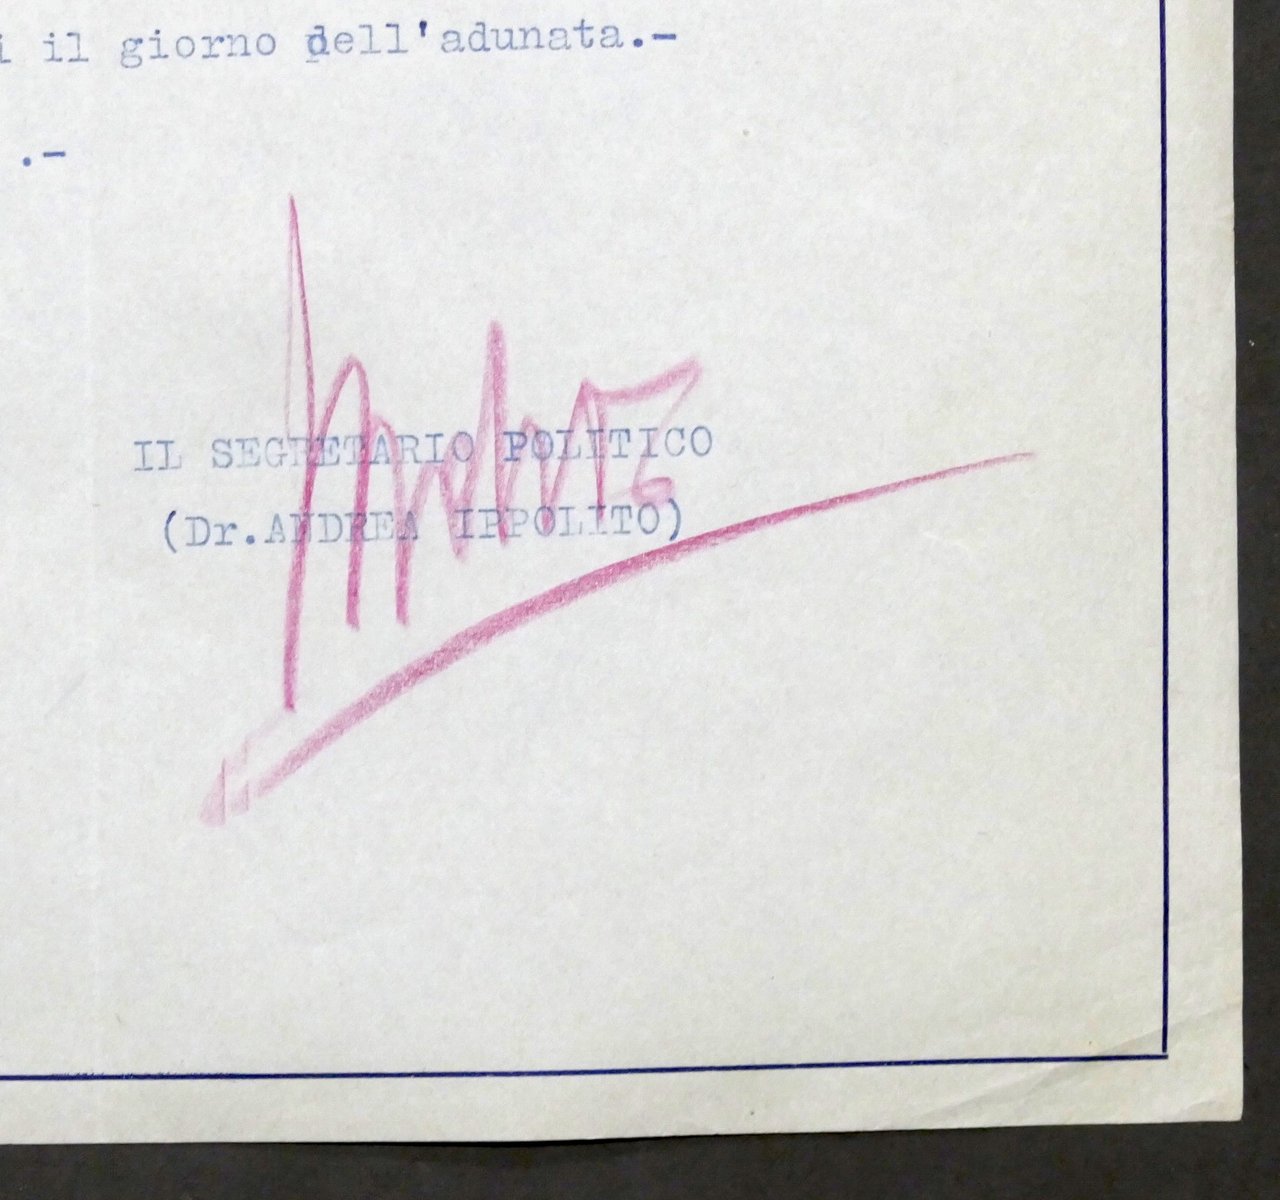 i il giorno dell'adunata.-
.-
IL SEGRETARIO POLITICO
(Dr.ANDREA IPPOLITO)